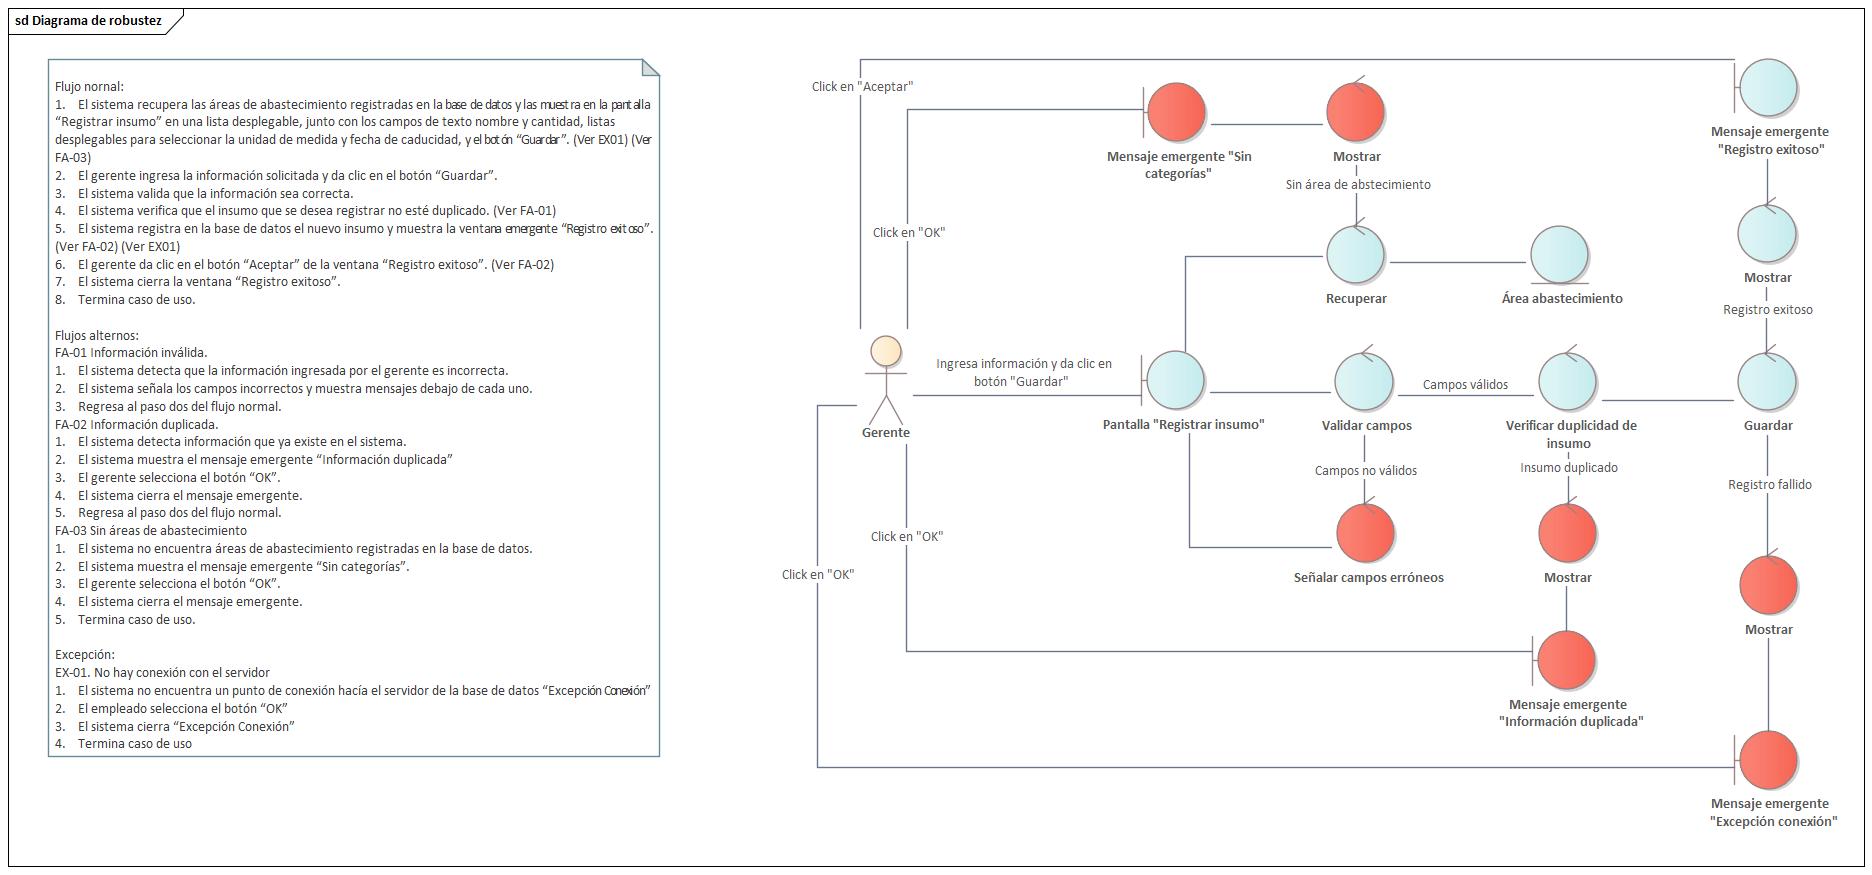 sd Diagrama de robustez
Flujo nornal:
1. El sistema recupera las áreas de abastecimiento registradas en la base de datos y las muestra en la pantalla
“Registrar insumo” en una lista desplegable, junto con los campos de texto nombre y cantidad, listas
desplegables para seleccionar la unidad de medida y fecha de caducidad, y el botón “Guardar”. (Ver EX01) (Ver
FA-03)
2. El gerente ingresa la información solicitada y da clic en el botón “Guardar”.
3. El sistema valida que la información sea correcta.
4. El sistema verifica que el insumo que se desea registrar no esté duplicado. (Ver FA-01)
5. El sistema registra en la base de datos el nuevo insumo y muestra la ventana emergente “Registro exitoso”.
(Ver FA-02) (Ver EX01)
6. El gerente da clic en el botón “Aceptar” de la ventana “Registro exitoso”. (Ver FA-02)
7. El sistema cierra la ventana “Registro exitoso”.
8. Termina caso de uso.
Flujos alternos:
FA-01 Información inválida.
1. El sistema detecta que la información ingresada por el gerente es incorrecta.
2. El sistema señala los campos incorrectos y muestra mensajes debajo de cada uno.
3. Regresa al paso dos del flujo normal.
FA-02 Información duplicada.
1. El sistema detecta información que ya existe en el sistema.
2. El sistema muestra el mensaje emergente “Información duplicada”
3. El gerente selecciona el botón “OK”.
4. El sistema cierra el mensaje emergente.
5. Regresa al paso dos del flujo normal.
FA-03 Sin áreas de abastecimiento
1. El sistema no encuentra áreas de abastecimiento registradas en la base de datos.
2. El sistema muestra el mensaje emergente “Sin categorías”.
3. El gerente selecciona el botón “OK”.
4. El sistema cierra el mensaje emergente.
5. Termina caso de uso.
Excepción:
EX-01. No hay conexión con el servidor
1. El sistema no encuentra un punto de conexión hacía el servidor de la base de datos “Excepción Conexión”
2. El empleado selecciona el botón “OK”
3. El sistema cierra “Excepción Conexión”
4. Termina caso de uso
Click en "Aceptar"
Mensaje emergente "Sin
categorías"
Mostrar
Mensaje emergente
"Registro exitoso"
Sin área de abstecimiento
Click en "OK"
Recuperar
Área abastecimiento
Mostrar
Registro exitoso
Ingresa información y da clic en
botón "Guardar"
Campos válidos
Gerente
Pantalla "Registrar insumo"
Validar campos
Verificar duplicidad de
insumo
Guardar
Campos no válidos
Insumo duplicado
Registro fallido
Click en "OK"
Click en "OK"
Señalar campos erróneos
Mostrar
Mostrar
Mensaje emergente
"Información duplicada"
Mensaje emergente
"Excepción conexión"